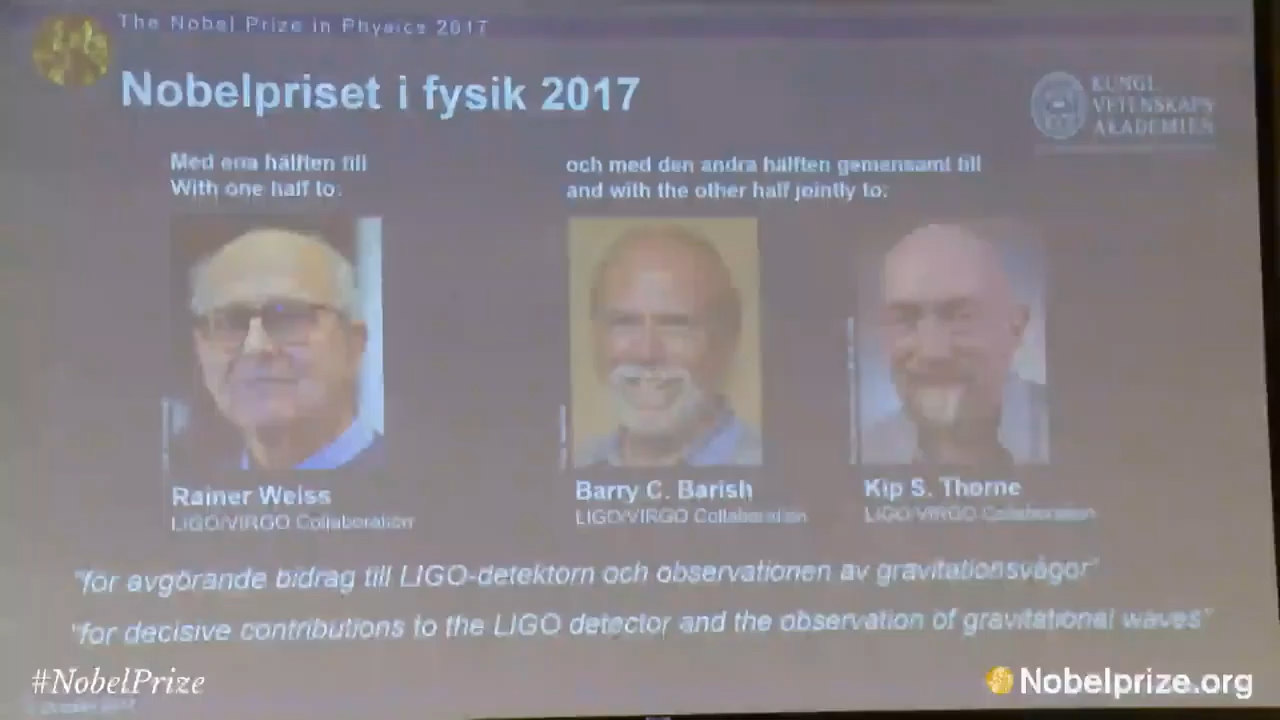 The Nobel Prize in Physics 2017
Nobelpriset i fysik 2017
KUNGL.
VETENSKAPS
AKADEMIEN
Med ena hälften till
With one half to:
och med den andra hälften gemensamt till
and with the other half jointly to:
Rainer Weiss
LIGO/VIRGO Collaboration
Barry C. Barish
LIGO/VIRGO Collaboration
Kip S. Thorne
LIGO/VIRGO Collaboration
"för avgörande bidrag till LIGO-detektorn och observationen av gravitationsvågor"
"for decisive contributions to the LIGO detector and the observation of gravitational waves"
#NobelPrize
Nobelprize.org